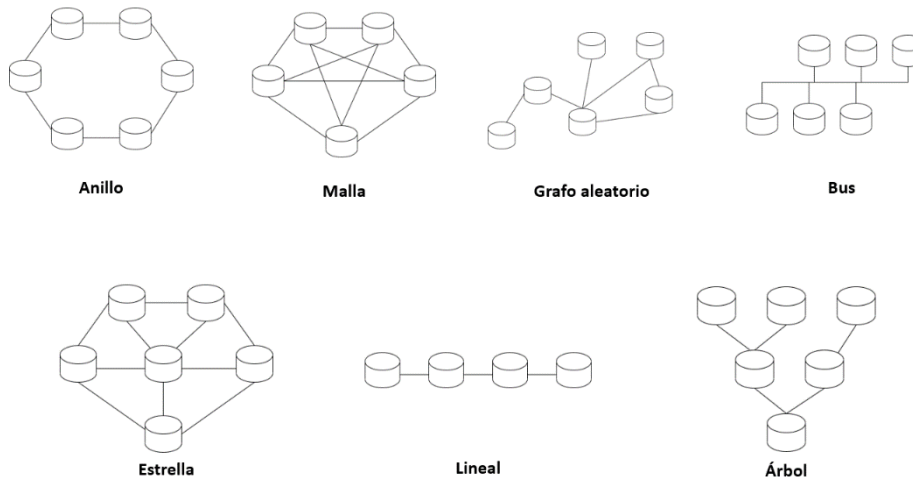 Anillo
Malla
Grafo aleatorio
Bus
Estrella
Lineal
Árbol